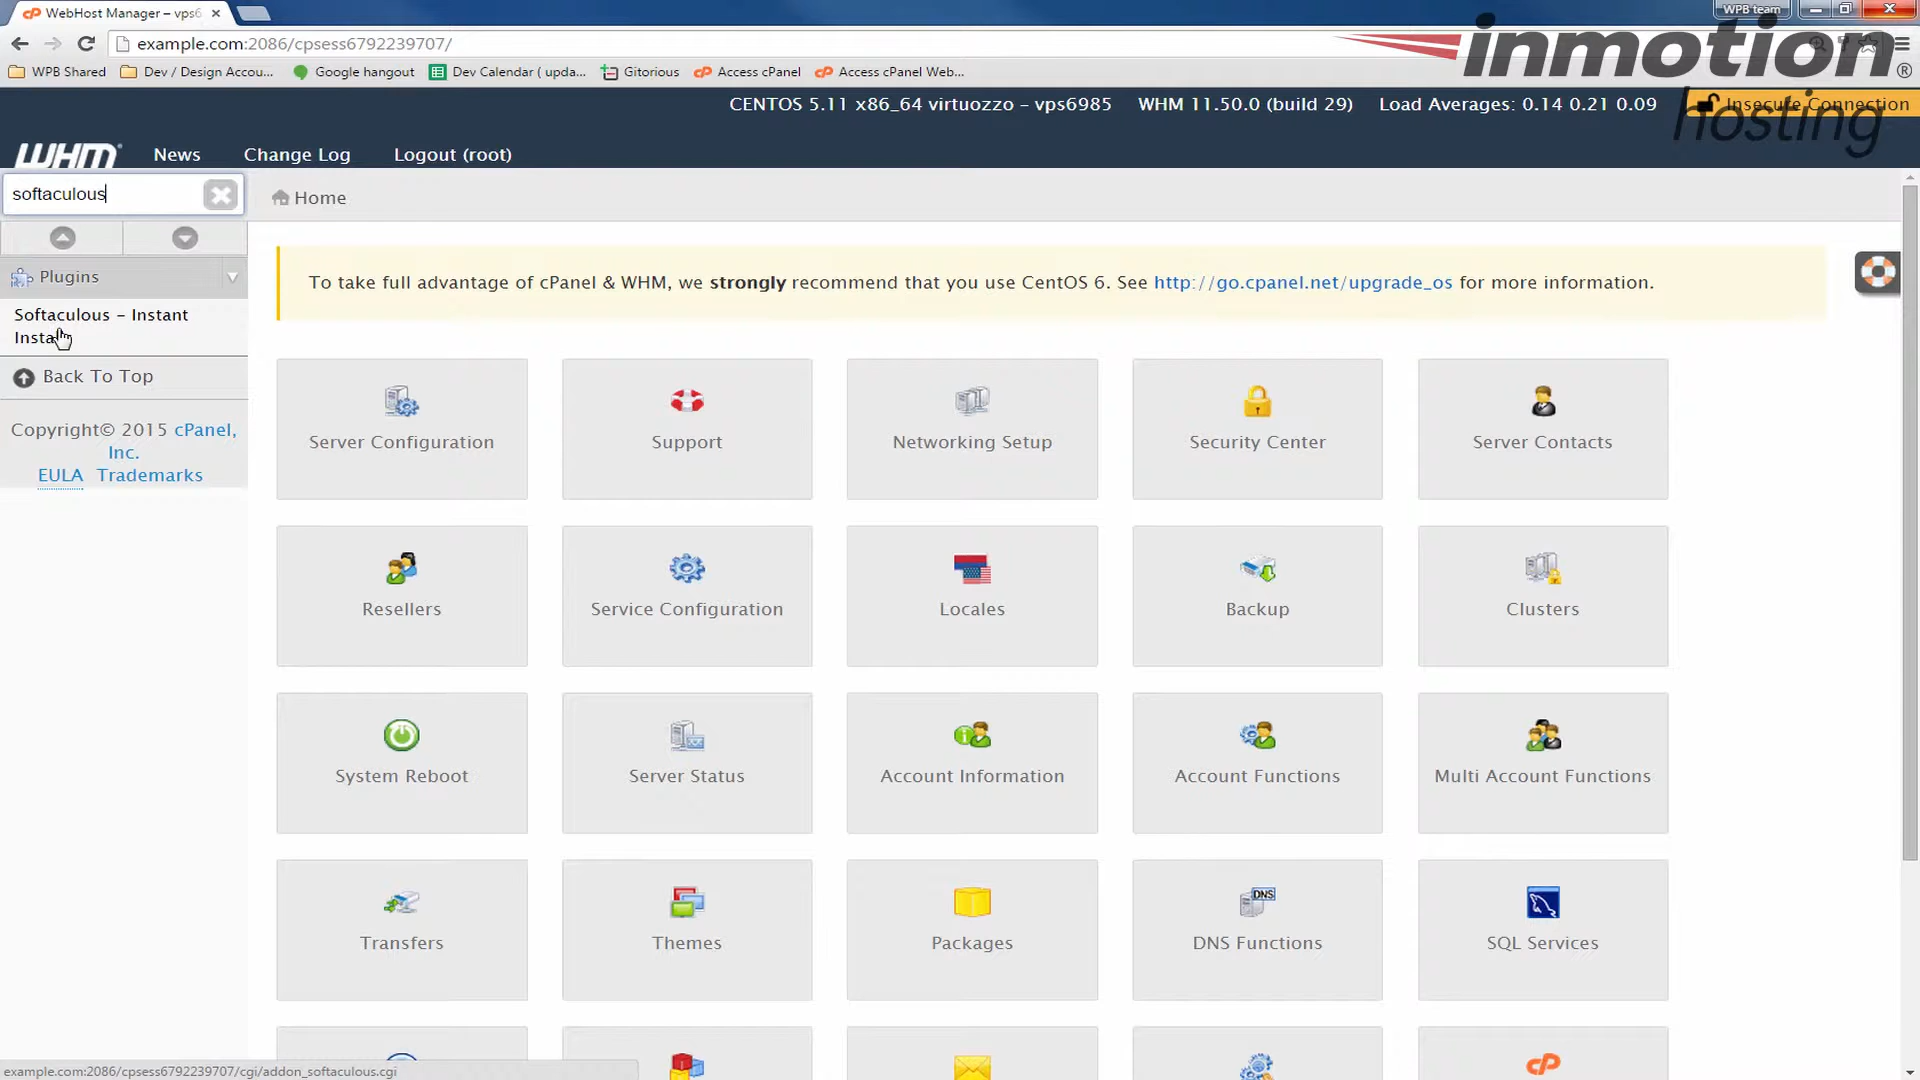 WebHost Manager – vps6
WPB team
example.com:2086/cpsess6792239707/
WPB Shared
Dev / Design Accou...
Google hangout
Dev Calendar ( upda...
Gitorious
Access cPanel
Access cPanel Web...
inmotion®
hosting
CENTOS 5.11 x86_64 virtuozzo – vps6985
WHM 11.50.0 (build 29)
Load Averages: 0.14 0.21 0.09
Insecure Connection
WHM
News
Change Log
Logout (root)
softaculous
Home
Plugins
Softaculous – Instant
Back To Top
Copyright© 2015 cPanel,
Inc.
EULA Trademarks
To take full advantage of cPanel & WHM, we strongly recommend that you use CentOS 6. See http://go.cpanel.net/upgrade_os for more information.
Server Configuration
Support
Networking Setup
Security Center
Server Contacts
Resellers
Service Configuration
Locales
Backup
Clusters
System Reboot
Server Status
Account Information
Account Functions
Multi Account Functions
Transfers
Themes
Packages
DNS
DNS Functions
SQL Services
example.com:2086/cpsess6792239707/cgi/addon_softaculous.cgi